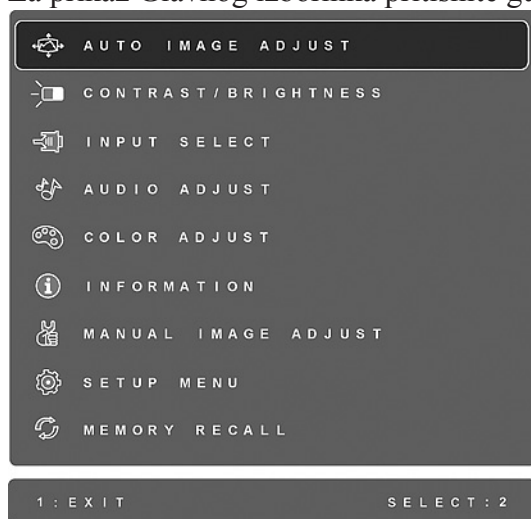 Za prikaz Glavnog izbornika pritisnite
AUTO IMAGE ADJUST
CONTRAST/BRIGHTNESS
INPUT SELECT
AUDIO ADJUST
COLOR ADJUST
INFORMATION
MANUAL IMAGE ADJUST
SETUP MENU
MEMORY RECALL
1:EXIT SELECT:2